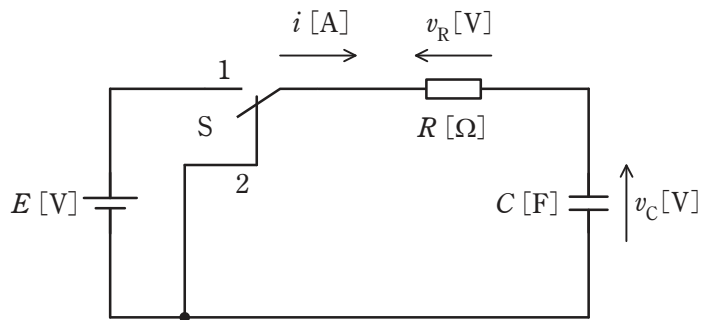 i [A]
v_R [V]
1
S
R [Ω]
2
E [V]
C [F]
v_C [V]